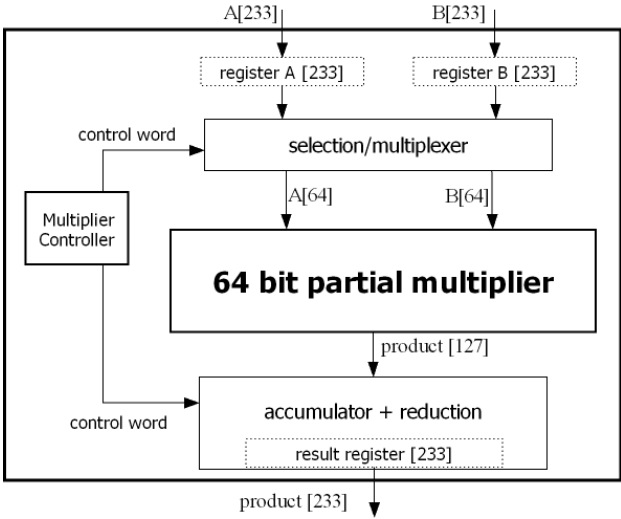 A[233] B[233]
register A [233] register B [233]
control word
selection/multiplexer
A[64] B[64]
Multiplier
Controller
64 bit partial multiplier
product [127]
accumulator + reduction
control word
result register [233]
product [233]